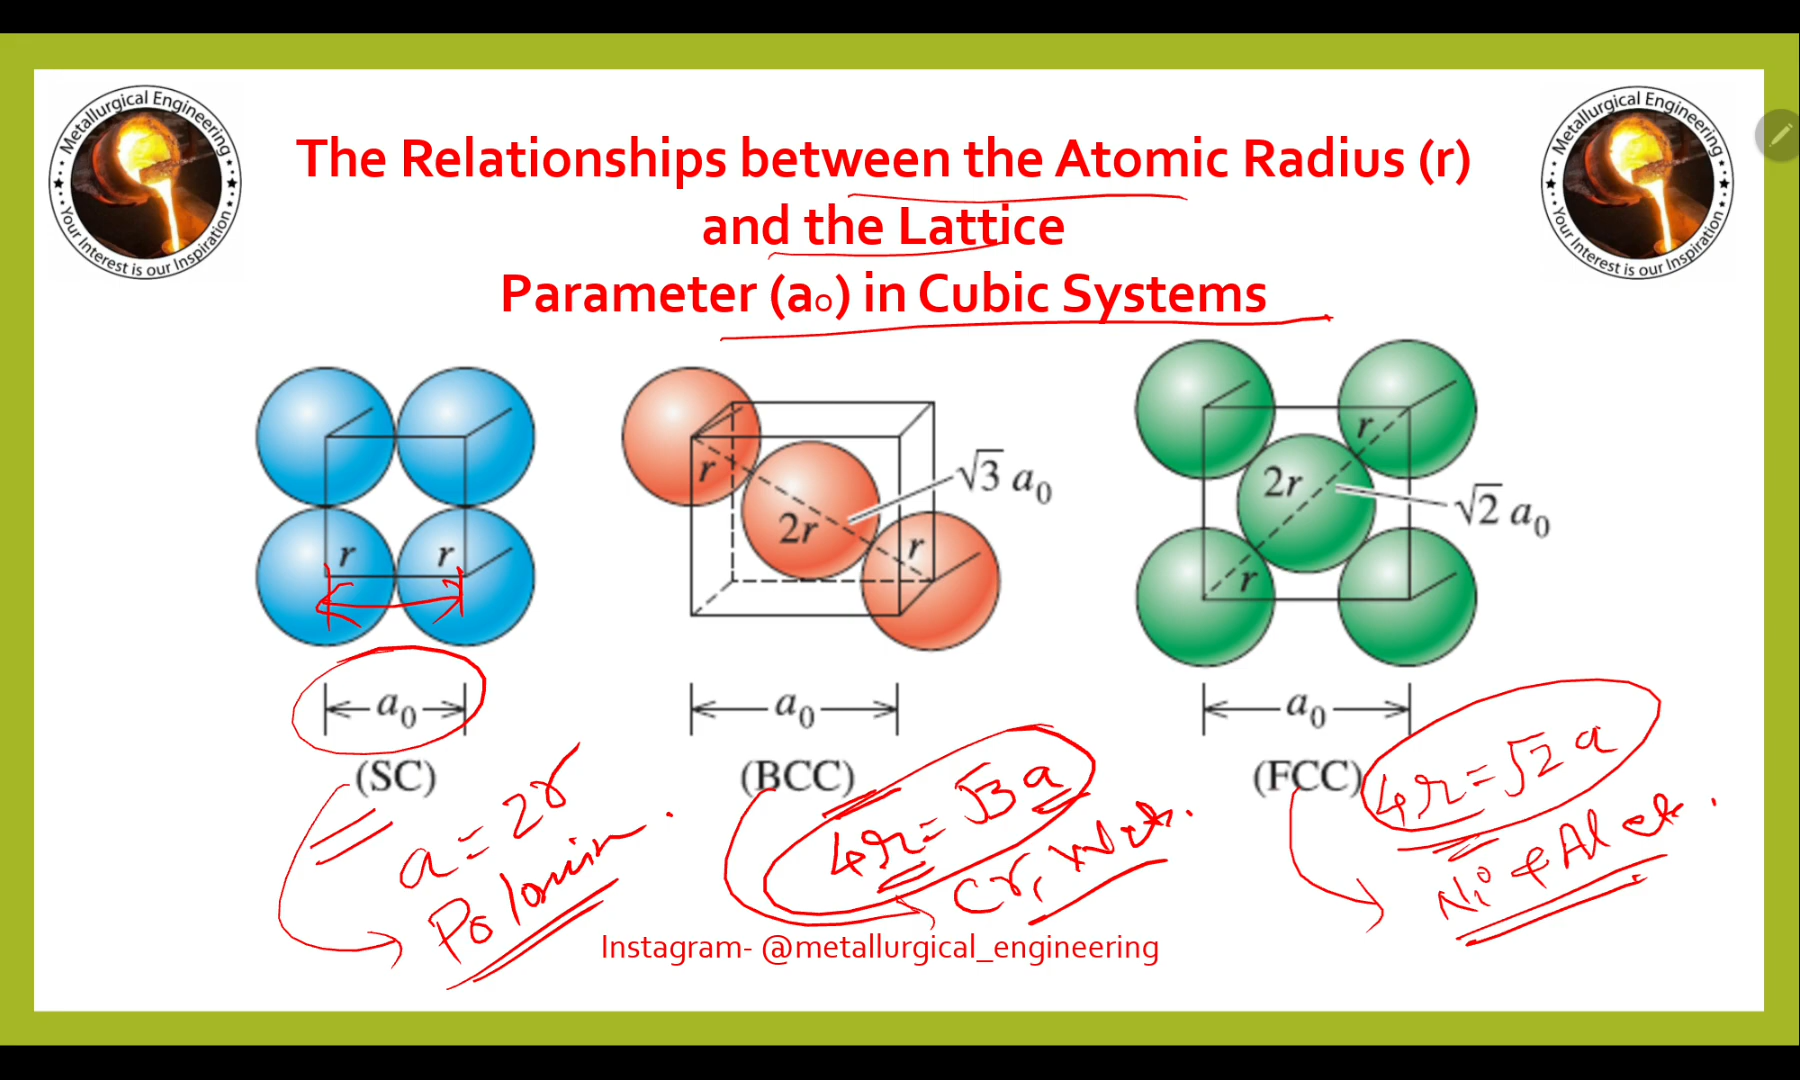 Metallurgical Engineering
Your Interest is our Inspiration
Metallurgical Engineering
Your Interest is our Inspiration
The Relationships between the Atomic Radius (r)
and the Lattice
Parameter (a₀) in Cubic Systems
r r
r 2r r
√3 a₀
r 2r r
√2 a₀
a₀ a₀ a₀
(SC) (BCC) (FCC)
a = 2r
4r = √3 a
4r = √2 a
Cr, W etc.
Ni & Al etc.
Instagram- @metallurgical_engineering